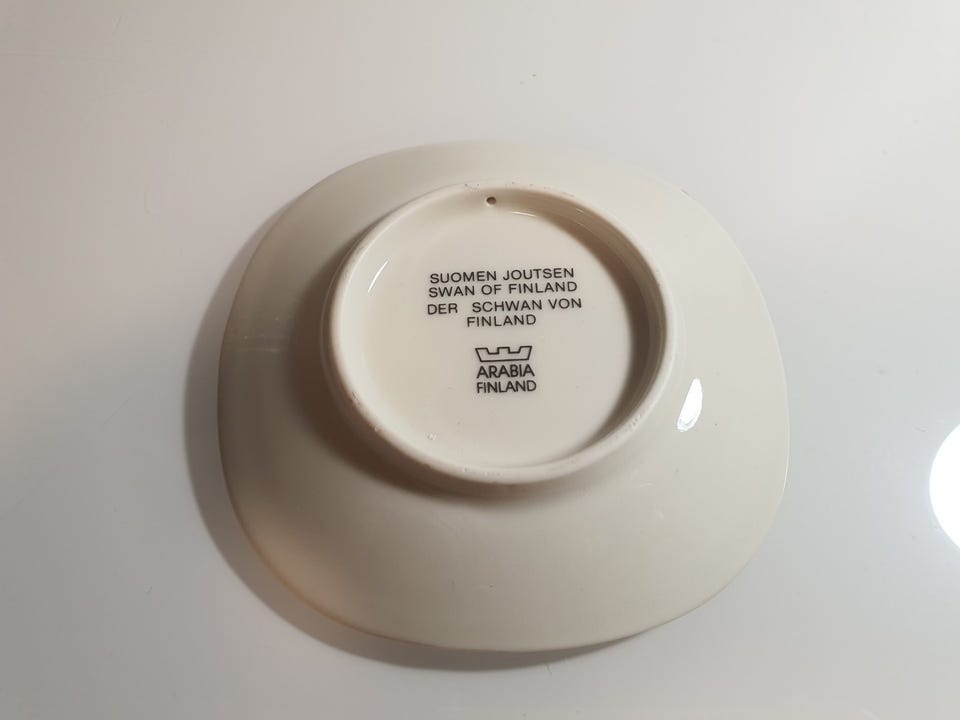 SUOMEN JOUTSEN
SWAN OF FINLAND
DER SCHWAN VON
FINLAND
ARABIA
FINLAND